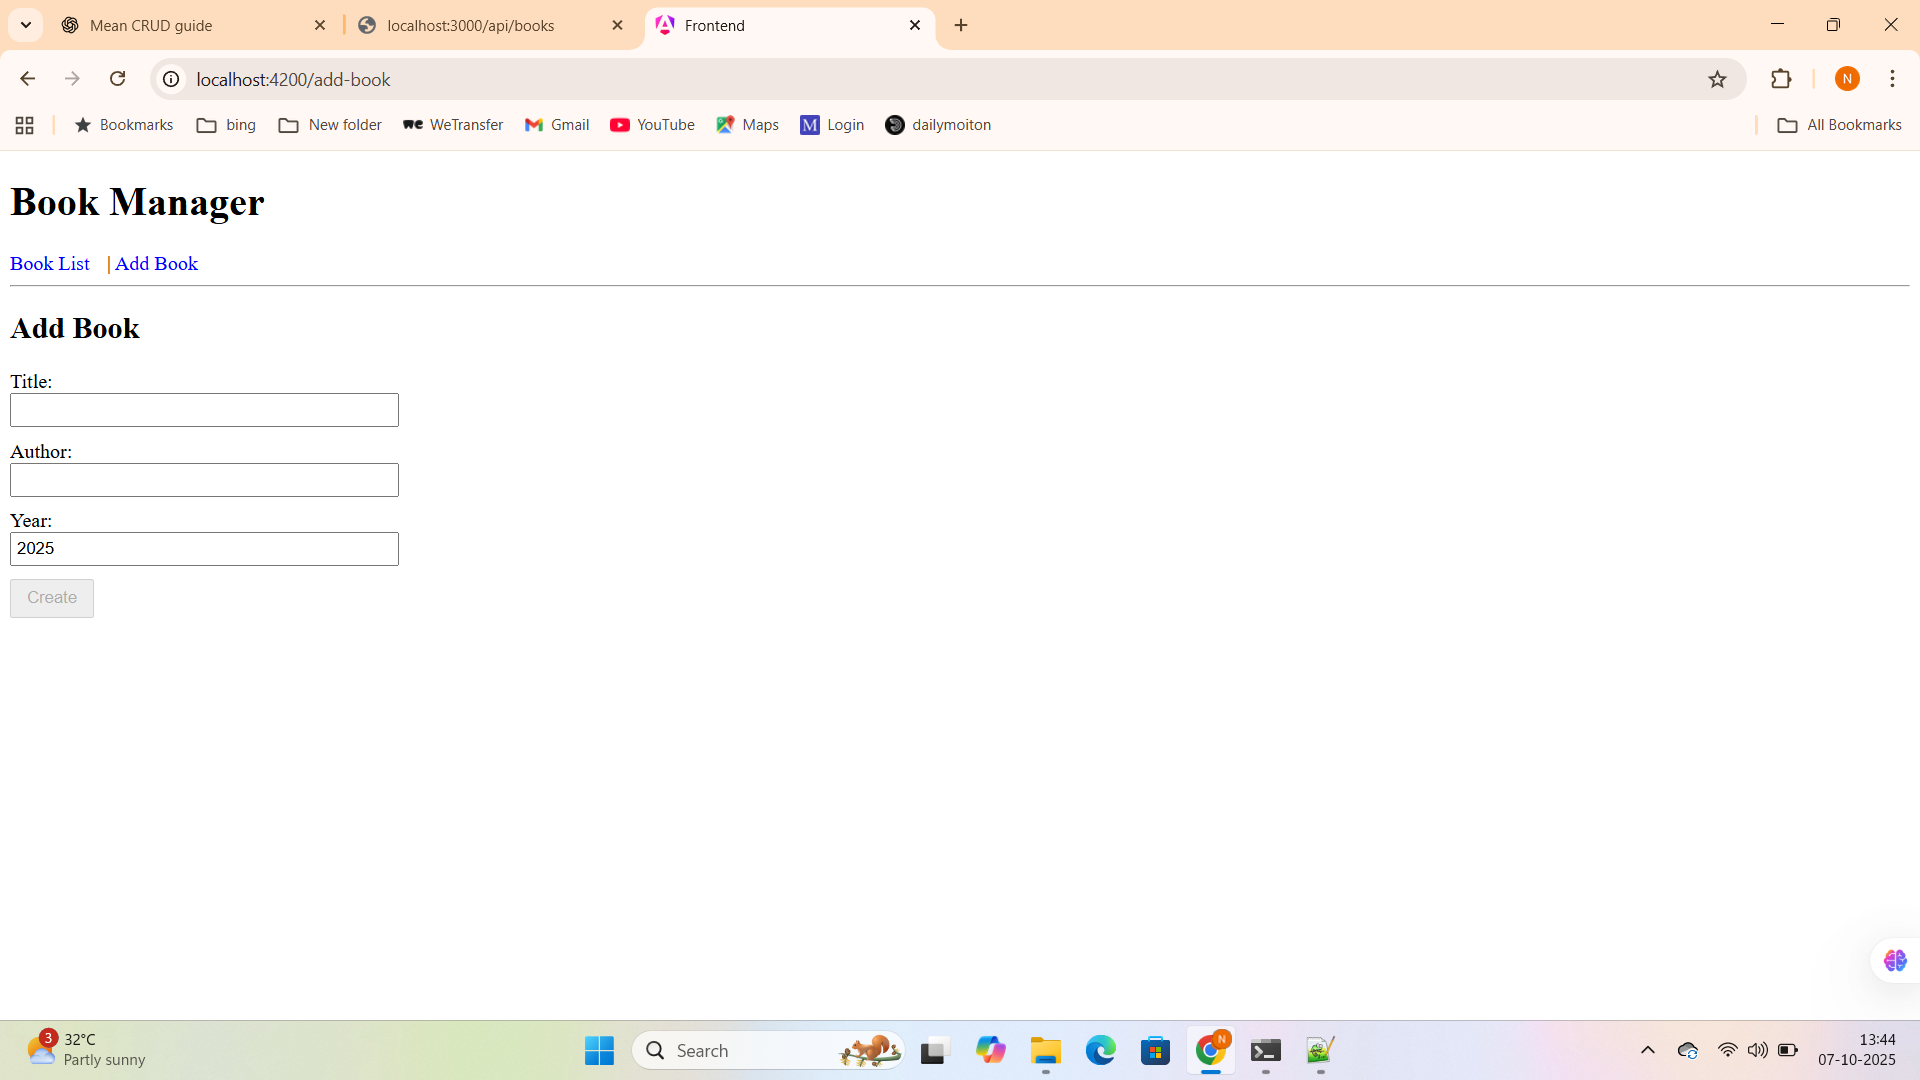 Mean CRUD guide
localhost:3000/api/books
Frontend
localhost:4200/add-book
N
Bookmarks
bing
New folder
WeTransfer
Gmail
YouTube
Maps
M Login
dailymoiton
All Bookmarks
Book Manager
Book List | Add Book
Add Book
Title:
Author:
Year:
2025
Create
3
32°C
Partly sunny
Search
N
13:44
07-10-2025